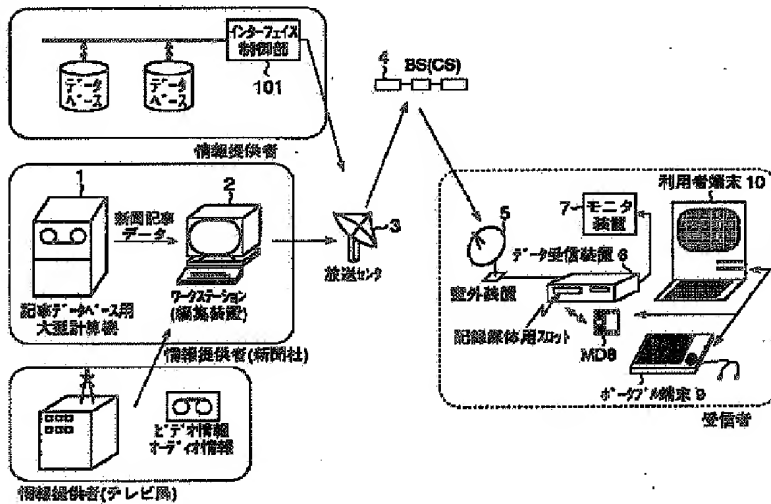 インターフェイス
制御部
101
データ
ベース
データ
ベース
情報提供者
4
BS(CS)
1
2
新聞記事
データ
記事データベース用
大型計算機
ワークステーション
(編集装置)
情報提供者(新聞社)
3
放送センタ
5
室外装置
7
モニタ
装置
データ受信装置 6
利用者端末 10
記録媒体用スロット
MD8
ポータブル端末 9
受信者
ビデオ情報
オーディオ情報
情報提供者(テレビ局)